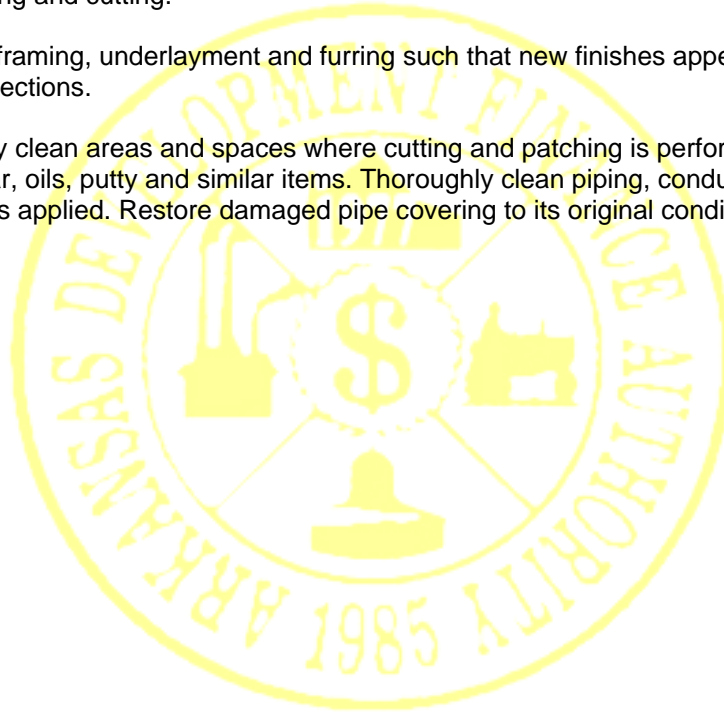 ng and cutting.
framing, underlayment and furring such that new finishes appe
ections.
y clean areas and spaces where cutting and patching is perfor
r, oils, putty and similar items. Thoroughly clean piping, condu
s applied. Restore damaged pipe covering to its original condi
ARKANSAS DEVELOPMENT FINANCE AUTHORITY
$
1985